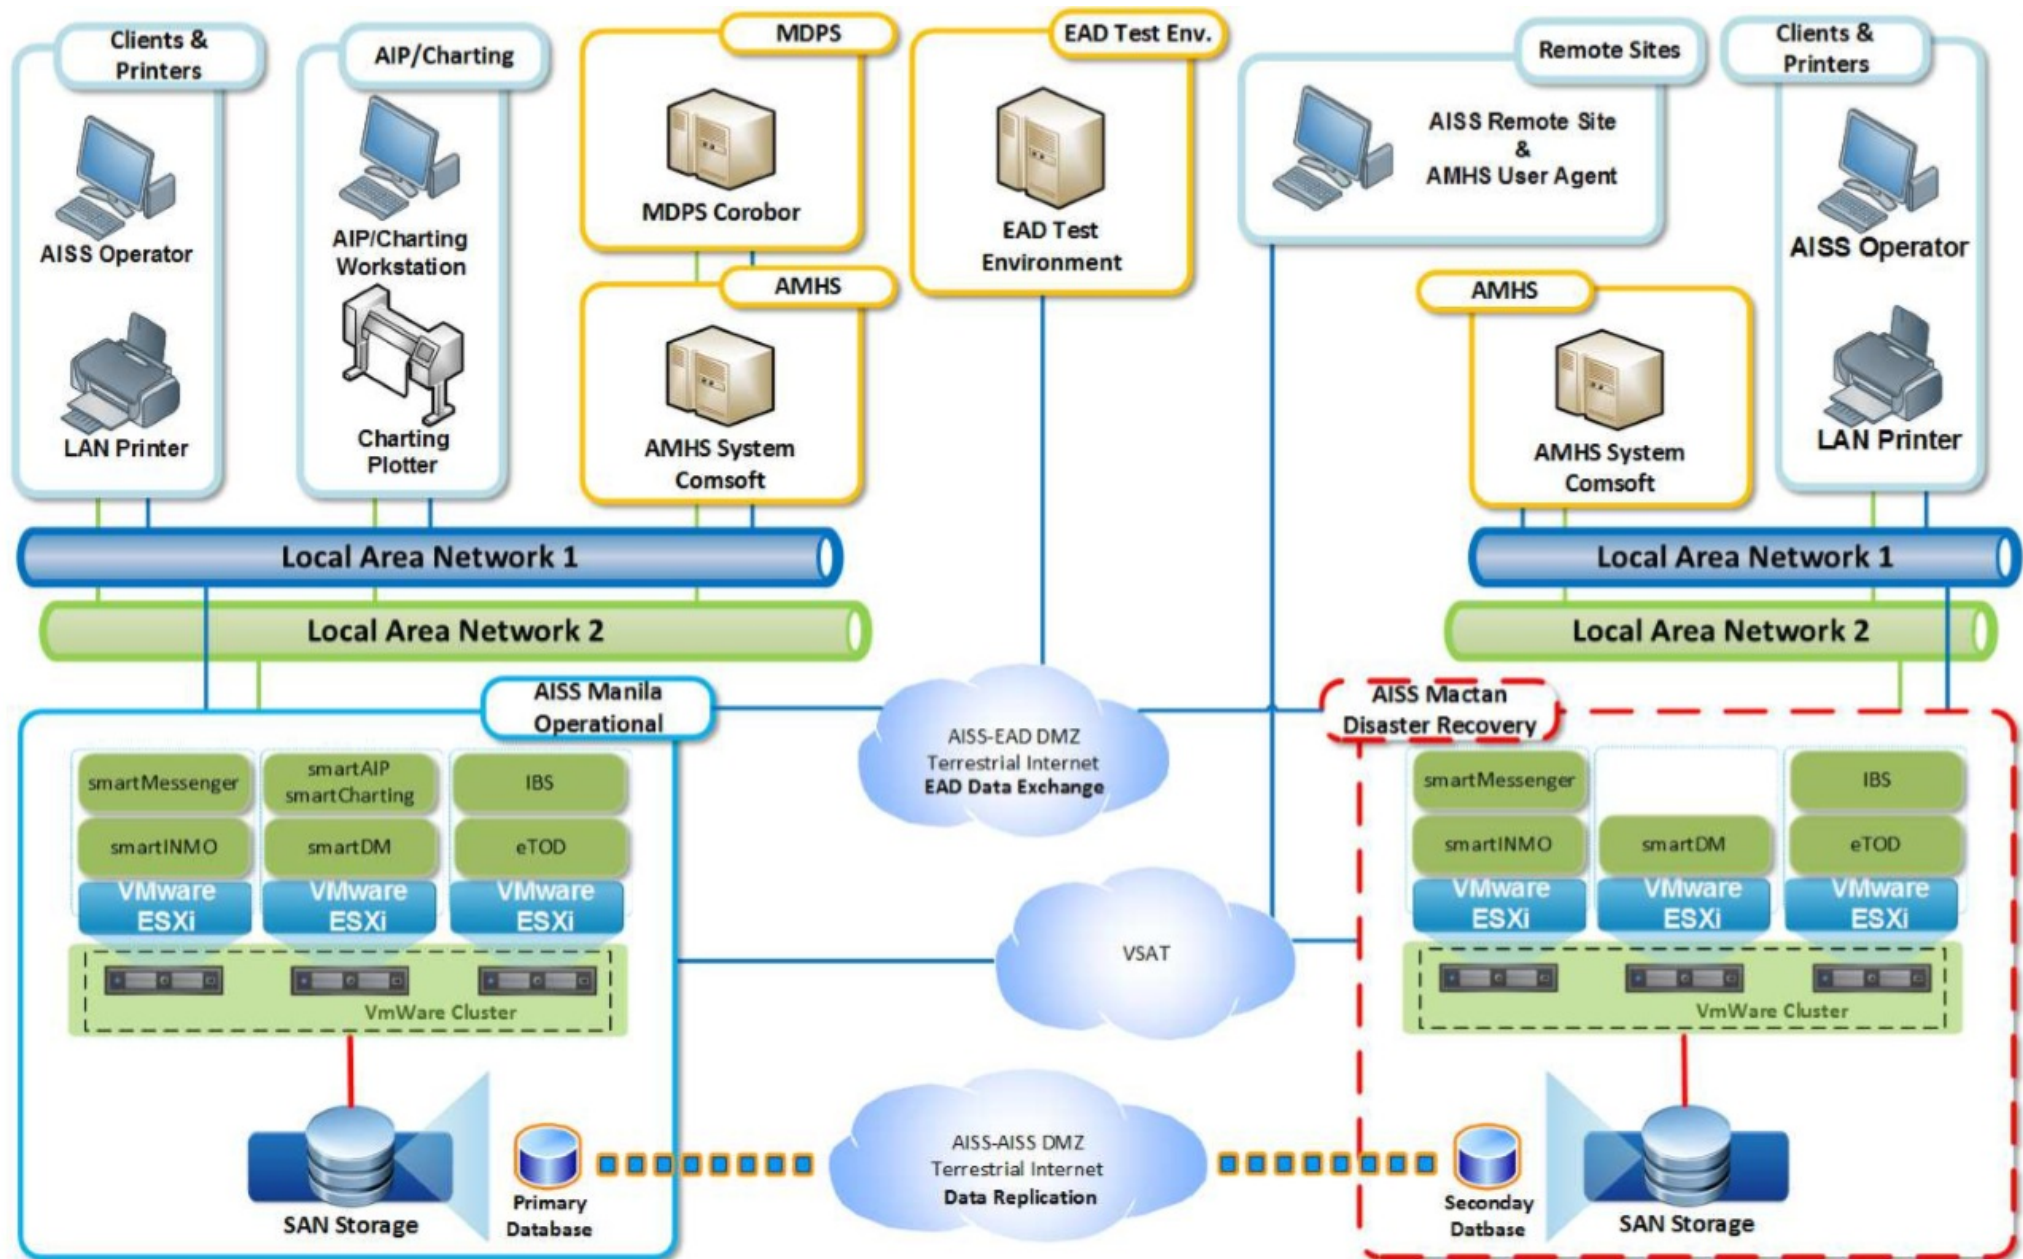 Clients &
Printers
AISS Operator
LAN Printer
AIP/Charting
AIP/Charting
Workstation
Charting
Plotter
MDPS
MDPS Corobor
AMHS
AMHS System
Comsoft
EAD Test Env.
EAD Test
Environment
Remote Sites
AISS Remote Site
&
AMHS User Agent
AMHS
AMHS System
Comsoft
Clients &
Printers
AISS Operator
LAN Printer
Local Area Network 1
Local Area Network 2
Local Area Network 1
Local Area Network 2
AISS Manila
Operational
smartMessenger
smartAIP
smartCharting
IBS
smartINMO
smartDM
eTOD
VMware
ESXi
VMware
ESXi
VMware
ESXi
VmWare Cluster
SAN Storage
Primary
Database
AISS-EAD DMZ
Terrestrial Internet
EAD Data Exchange
VSAT
AISS-AISS DMZ
Terrestrial Internet
Data Replication
AISS Mactan
Disaster Recovery
smartMessenger
IBS
smartINMO
smartDM
eTOD
VMware
ESXi
VMware
ESXi
VMware
ESXi
VmWare Cluster
Seconday
Datbase
SAN Storage